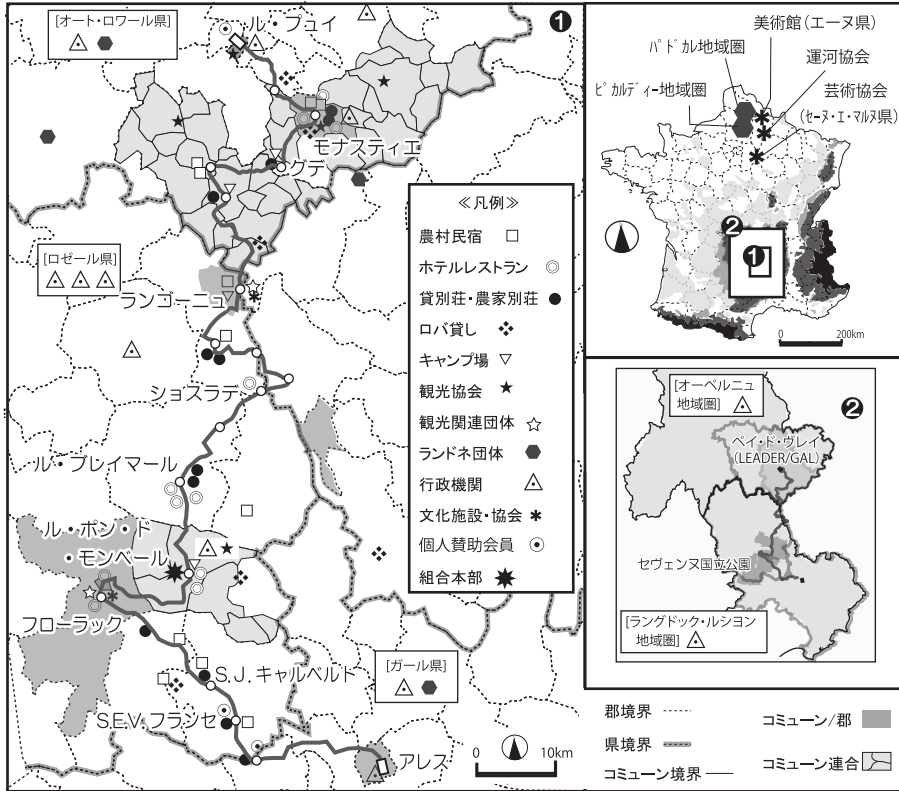 [オート・ロワール県]
ル・プュイ
❶
モナスティエ
グデ
[ロゼール県]
ランゴーニュ
ショスラデ
ル・ブレイマール
ル・ポン・ド
・モンベール
フローラック
S.J.キャルベルト
S.E.V.フランセ
[ガール県]
アレス
0 10km
≪凡例≫
農村民宿
ホテルレストラン
貸別荘・農家別荘
ロバ貸し
キャンプ場
観光協会
観光関連団体
ランドネ団体
行政機関
文化施設・協会
個人賛助会員
組合本部
美術館(エーヌ県)
パドカル地域圏
運河協会
ピカルディー地域圏
芸術協会
(セーヌ・エ・マルヌ県)
❷
❶
0 200km
[オーベルニュ
地域圏]
❷
ペイ・ド・ヴレイ
(LEADER/GAL)
セヴェンヌ国立公園
[ラングドック・ルシヨン
地域圏]
郡境界
県境界
コミューン境界
コミューン/郡
コミューン連合